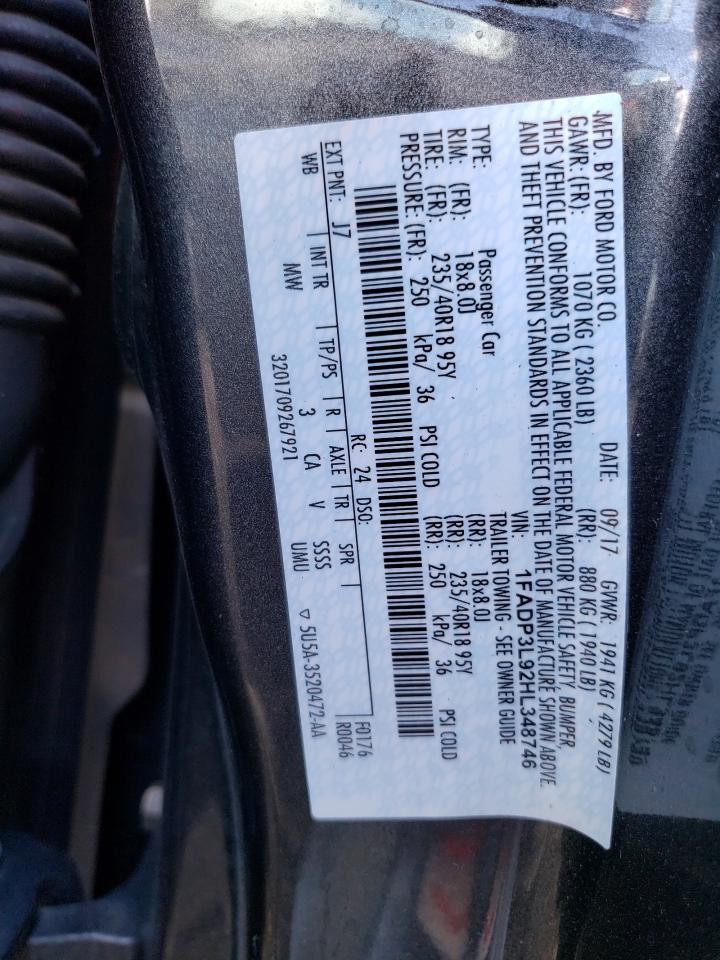 MFD. BY FORD MOTOR CO.
DATE: 09/17 GVWR: 1941 KG ( 4279 LB)
GAWR: (FR): 1070 KG ( 2360 LB) (RR): 880 KG ( 1940 LB)
THIS VEHICLE CONFORMS TO ALL APPLICABLE FEDERAL MOTOR VEHICLE SAFETY, BUMPER,
AND THEFT PREVENTION STANDARDS IN EFFECT ON THE DATE OF MANUFACTURE SHOWN ABOVE.
VIN: 1FADP3L92HL348746
TYPE: Passenger Car TRAILER TOWING - SEE OWNER GUIDE
RIM: (FR): 18x8.0J (RR): 18x8.0J
TIRE: (FR): 235/40R18 95Y (RR): 235/40R18 95Y
PRESSURE: (FR): 250 kPa/ 36 PSI COLD (RR): 250 kPa/ 36 PSI COLD
RC: 24 DSO: F0176
EXT PNT: J7 R0046
WB INT TR TP/PS R AXLE TR SPR
MW 3 CA V SSSS
3201709267921 UMU ▽ 5U5A-3520472-AA